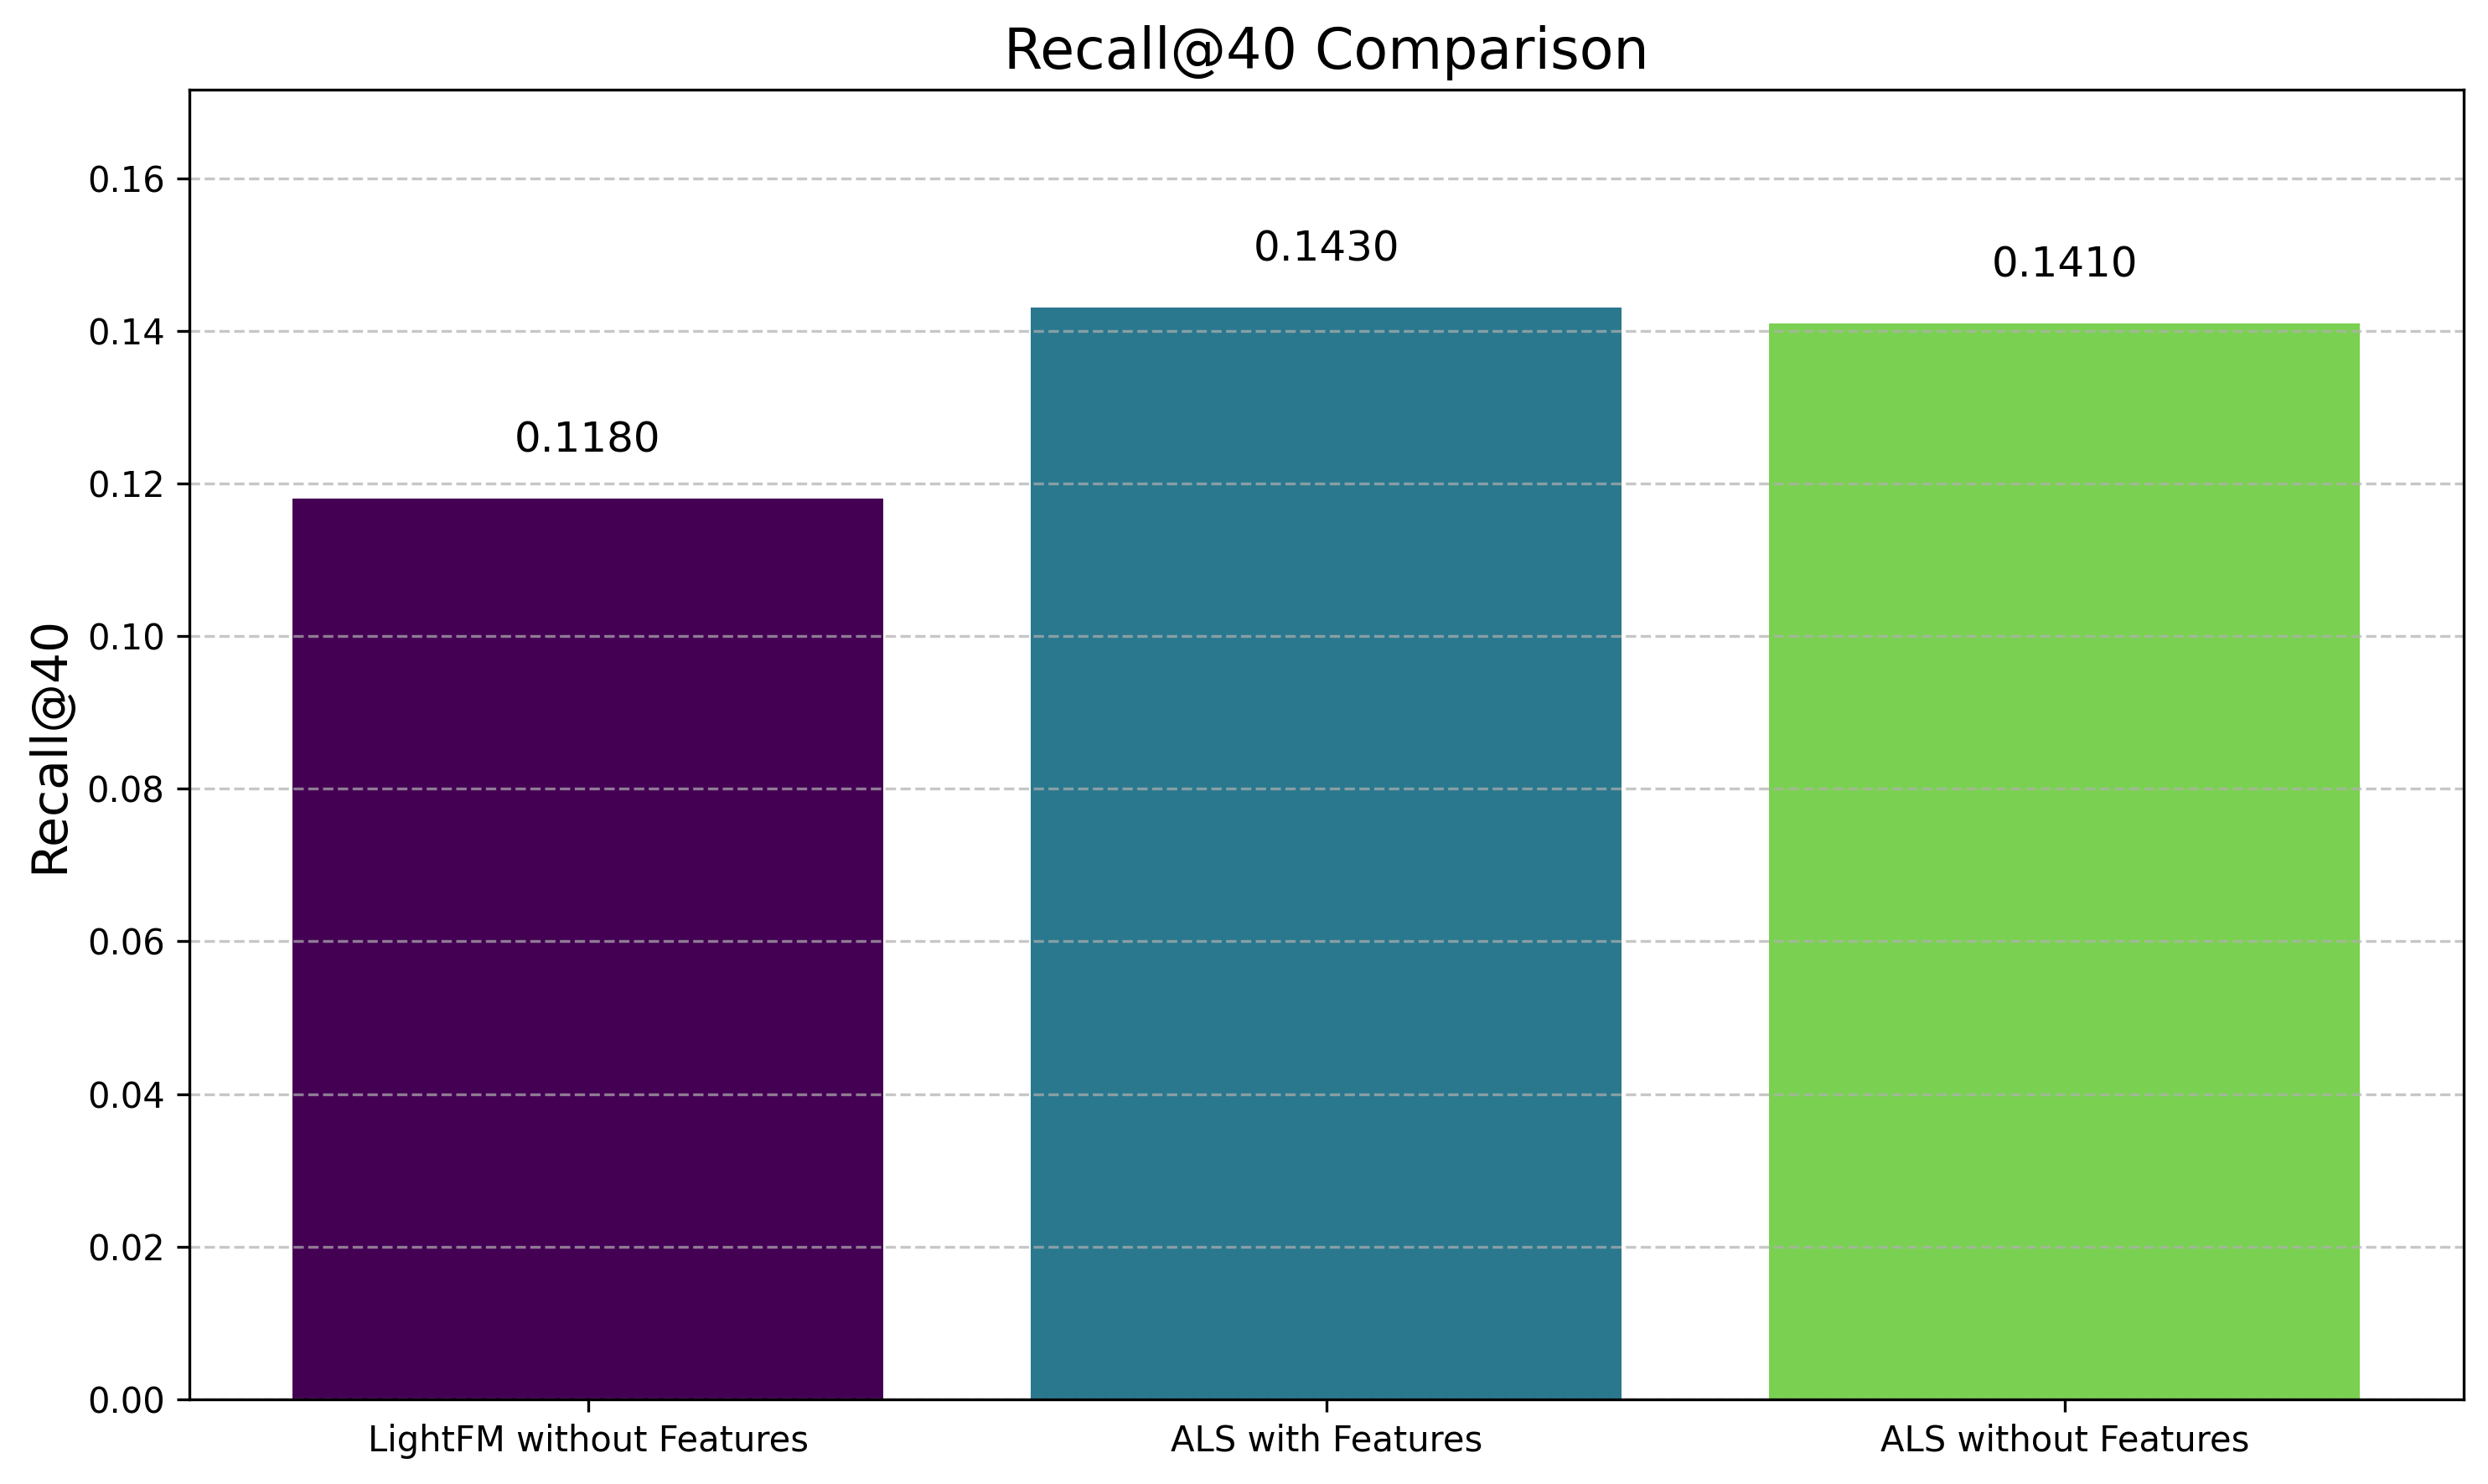 Recall@40 Comparison
Recall@40
0.16
0.14
0.12
0.10
0.08
0.06
0.04
0.02
0.00
0.1180
0.1430
0.1410
LightFM without Features
ALS with Features
ALS without Features